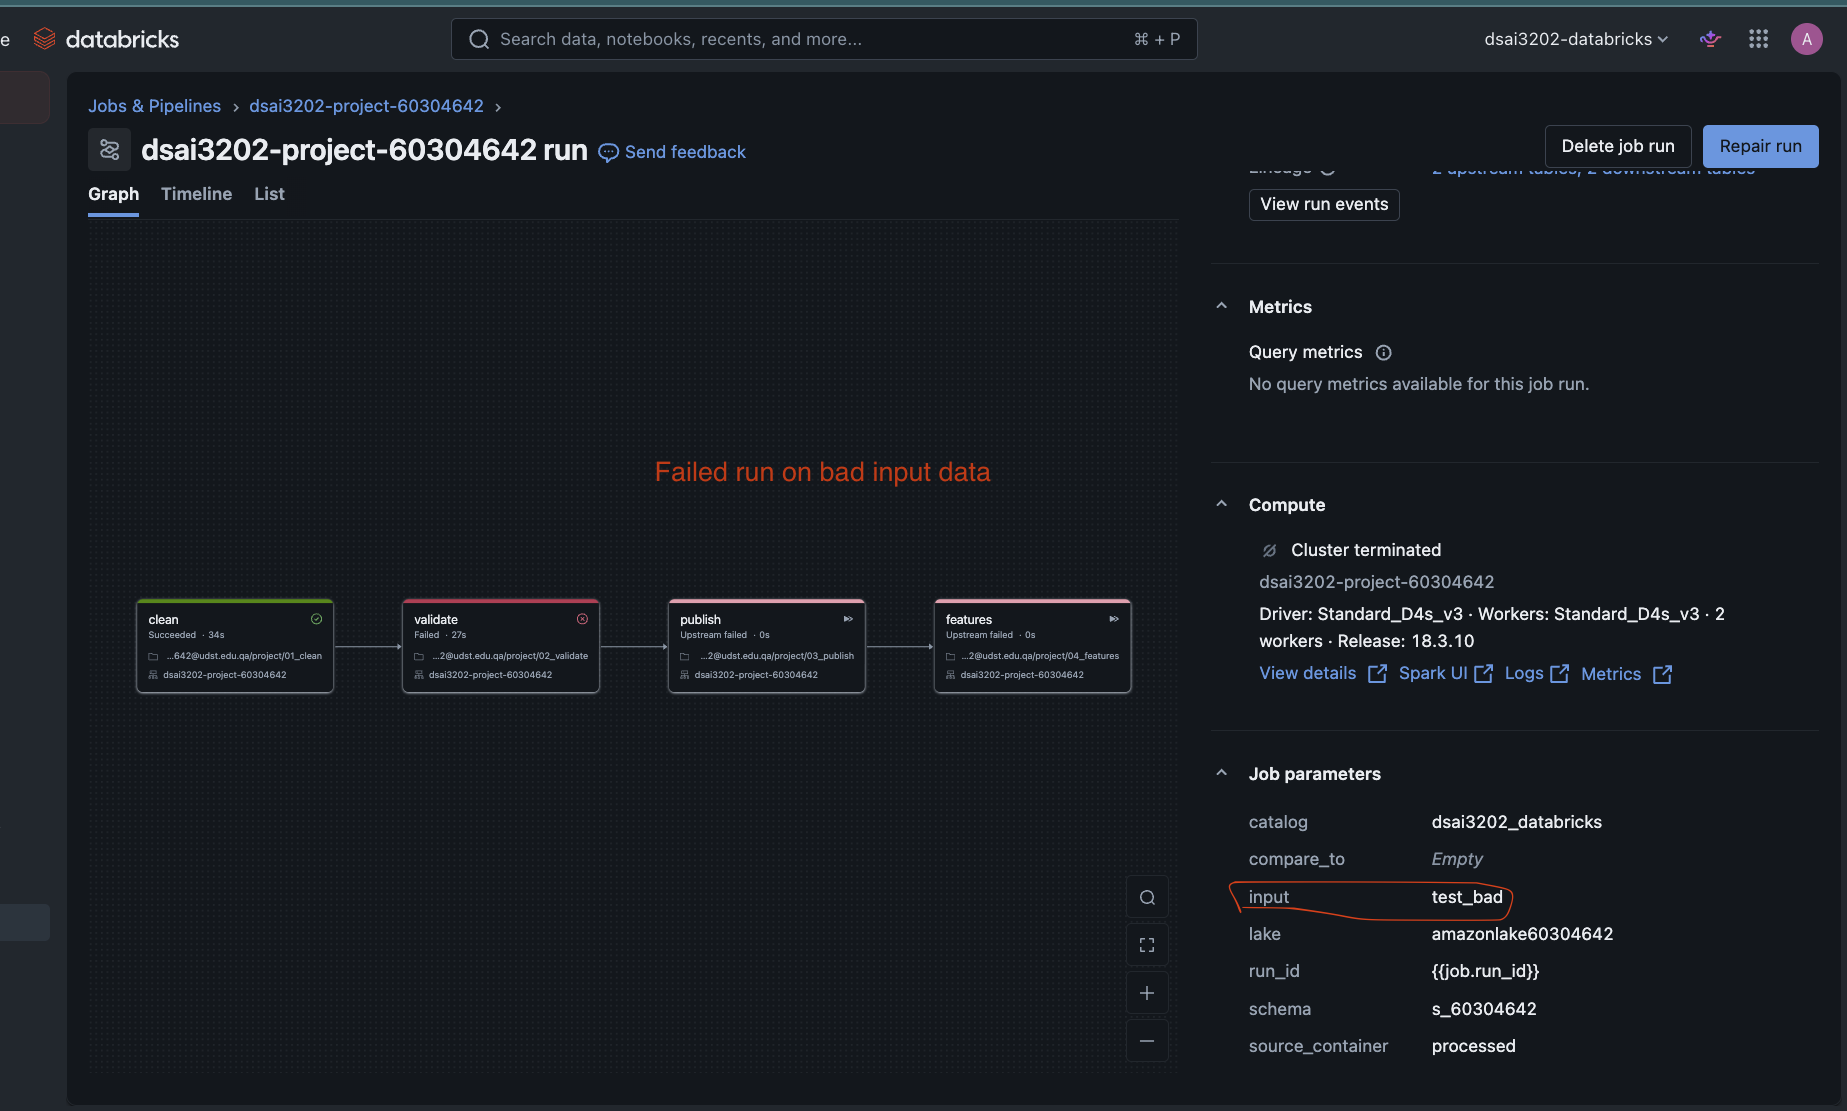 e
databricks
Search data, notebooks, recents, and more...
⌘ + P
dsai3202-databricks
A
Jobs & Pipelines › dsai3202-project-60304642 ›
dsai3202-project-60304642 run
Send feedback
Delete job run
Repair run
Graph
Timeline
List
Lineage
2 upstream tables, 2 downstream tables
View run events
Metrics
Query metrics
No query metrics available for this job run.
Failed run on bad input data
clean
Succeeded · 34s
...642@udst.edu.qa/project/01_clean
dsai3202-project-60304642
validate
Failed · 27s
...2@udst.edu.qa/project/02_validate
dsai3202-project-60304642
publish
Upstream failed · 0s
...2@udst.edu.qa/project/03_publish
dsai3202-project-60304642
features
Upstream failed · 0s
...2@udst.edu.qa/project/04_features
dsai3202-project-60304642
Compute
Cluster terminated
dsai3202-project-60304642
Driver: Standard_D4s_v3 · Workers: Standard_D4s_v3 · 2
workers · Release: 18.3.10
View details
Spark UI
Logs
Metrics
Job parameters
catalog dsai3202_databricks
compare_to Empty
input test_bad
lake amazonlake60304642
run_id {{job.run_id}}
schema s_60304642
source_container processed